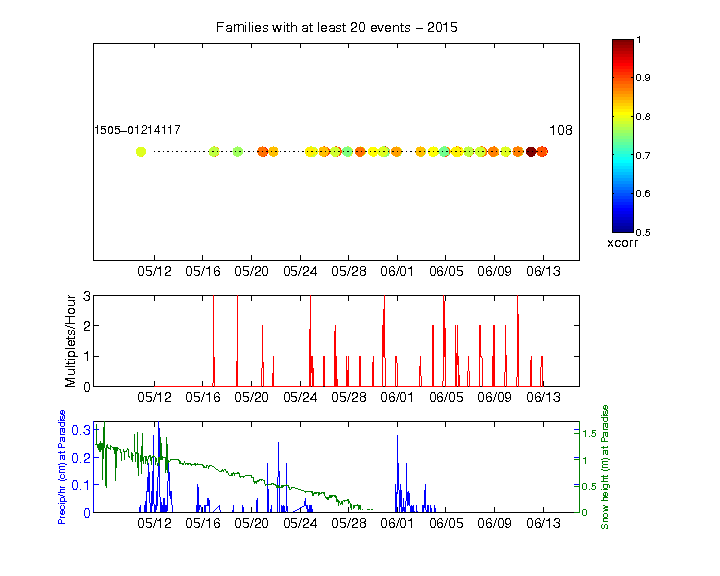 Families with at least 20 events − 2015
1505−01214117
108
05/12 05/16 05/20 05/24 05/28 06/01 06/05 06/09 06/13
1
0.9
0.8
0.7
0.6
0.5
xcorr
Multiplets/Hour
3
2
1
0
05/12 05/16 05/20 05/24 05/28 06/01 06/05 06/09 06/13
Precip/hr (cm) at Paradise
0.3
0.2
0.1
0
1.5
1
0.5
0
Snow height (m) at Paradise
05/12 05/16 05/20 05/24 05/28 06/01 06/05 06/09 06/13